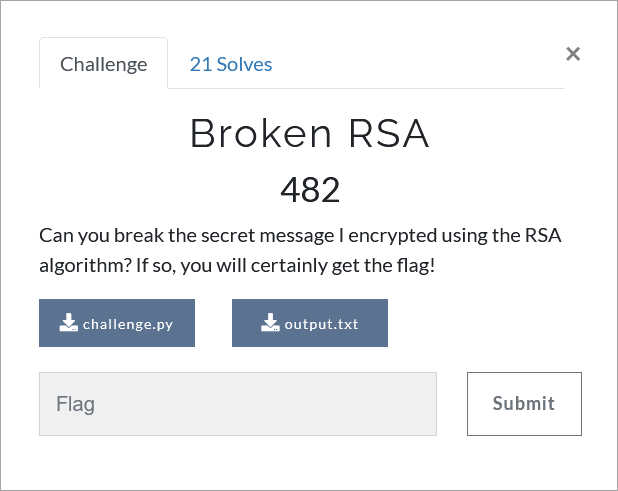 Challenge
21 Solves
×
Broken RSA
482
Can you break the secret message I encrypted using the RSA
algorithm? If so, you will certainly get the flag!
challenge.py
output.txt
Flag
Submit